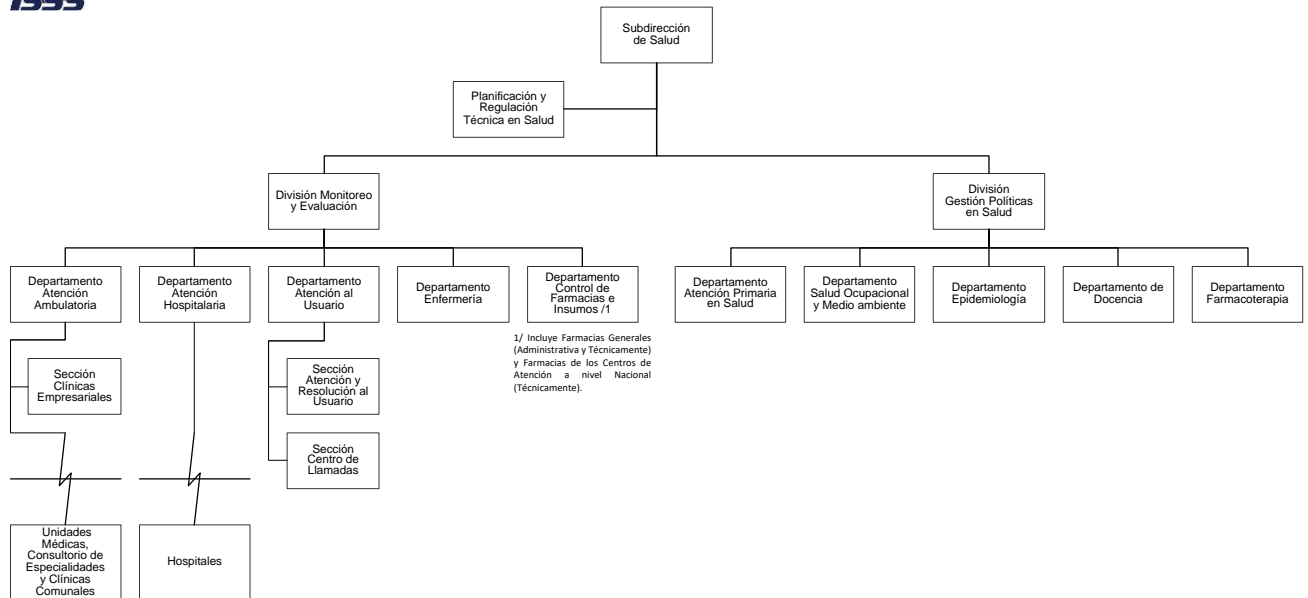 ISSS
Subdirección
de Salud
Planificación y
Regulación
Técnica en Salud
División Monitoreo
y Evaluación
División
Gestión Políticas
en Salud
Departamento
Atención
Ambulatoria
Departamento
Atención
Hospitalaria
Departamento
Atención al
Usuario
Departamento
Enfermería
Departamento
Control de
Farmacias e
Insumos /1
Departamento
Atención Primaria
en Salud
Departamento
Salud Ocupacional
y Medio ambiente
Departamento
Epidemiología
Departamento de
Docencia
Departamento
Farmacoterapia
1/ Incluye Farmacias Generales
(Administrativa y Técnicamente)
y Farmacias de los Centros de
Atención a nivel Nacional
(Técnicamente).
Sección
Clínicas
Empresariales
Sección
Atención y
Resolución al
Usuario
Sección
Centro de
Llamadas
Unidades
Médicas,
Consultorio de
Especialidades
y Clínicas
Comunales
Hospitales